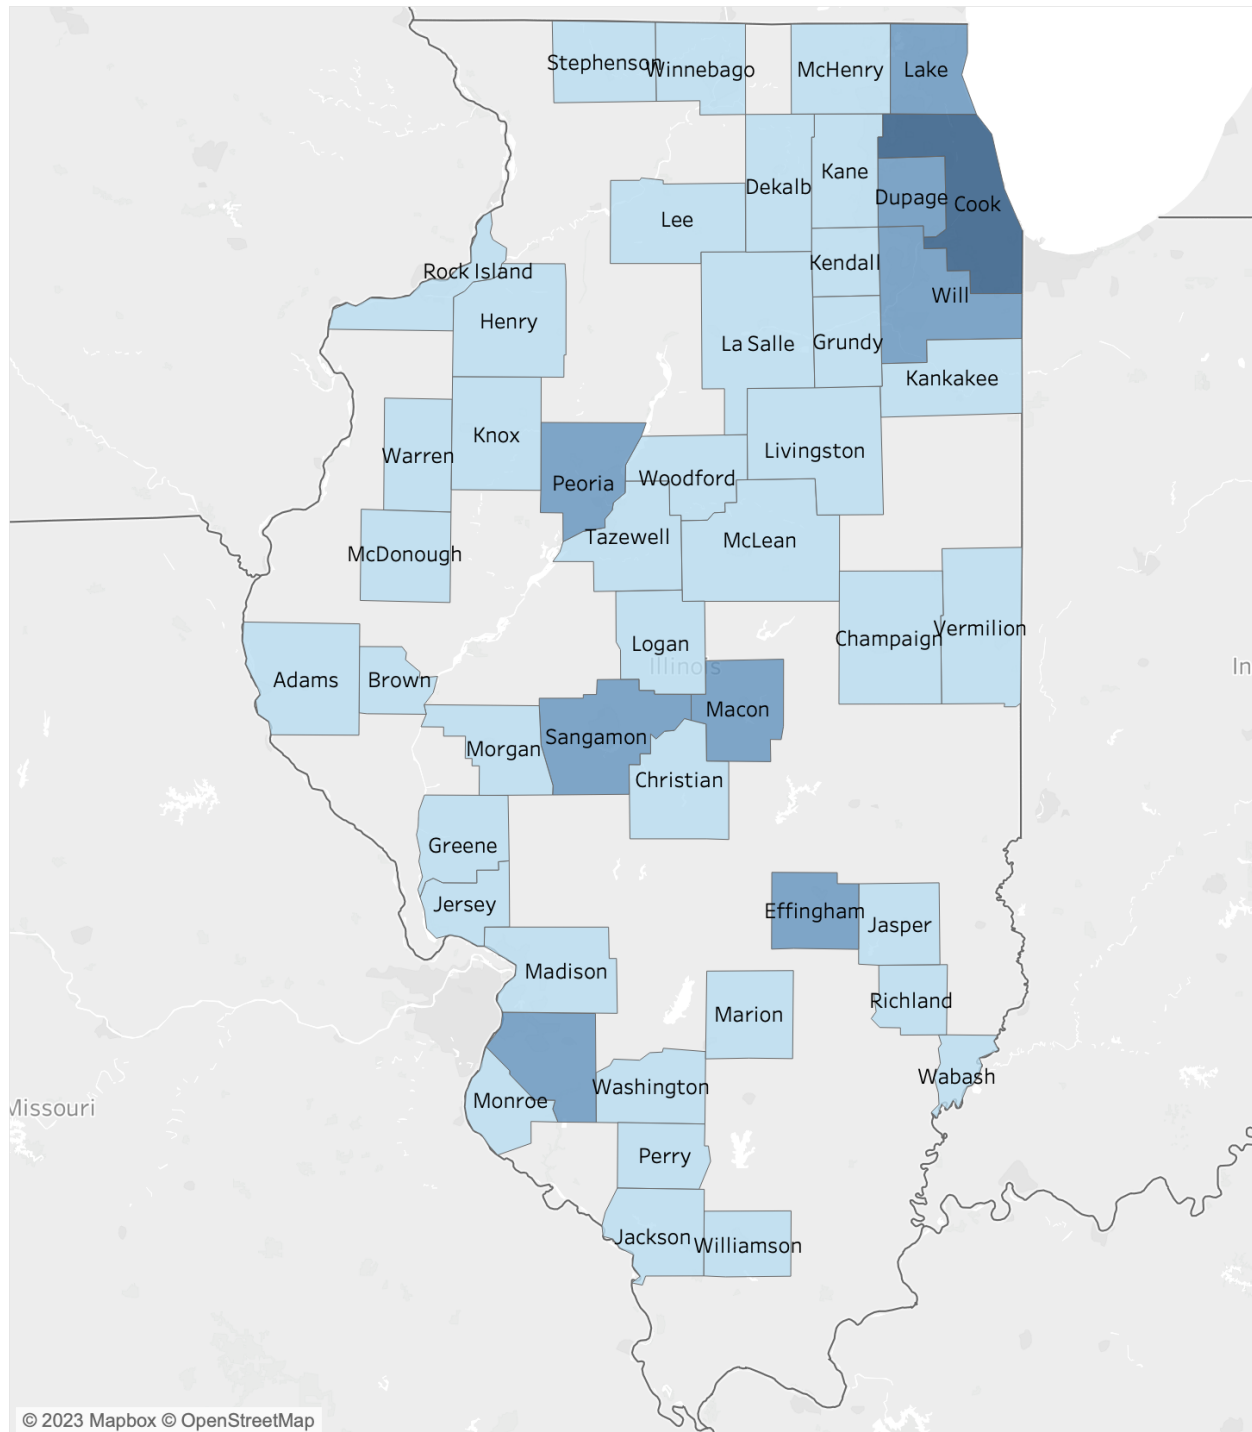 Stephenson
Winnebago
McHenry
Lake
Dekalb
Kane
Dupage
Cook
Lee
Kendall
Rock Island
Will
Henry
La Salle
Grundy
Kankakee
Knox
Warren
Livingston
Peoria
Woodford
Tazewell
McLean
McDonough
Champaign
Vermilion
Logan
Illinois
In
Adams
Brown
Macon
Sangamon
Morgan
Christian
Greene
Jersey
Effingham
Jasper
Madison
Richland
Marion
Wabash
Washington
Monroe
Missouri
Perry
Jackson
Williamson
© 2023 Mapbox © OpenStreetMap